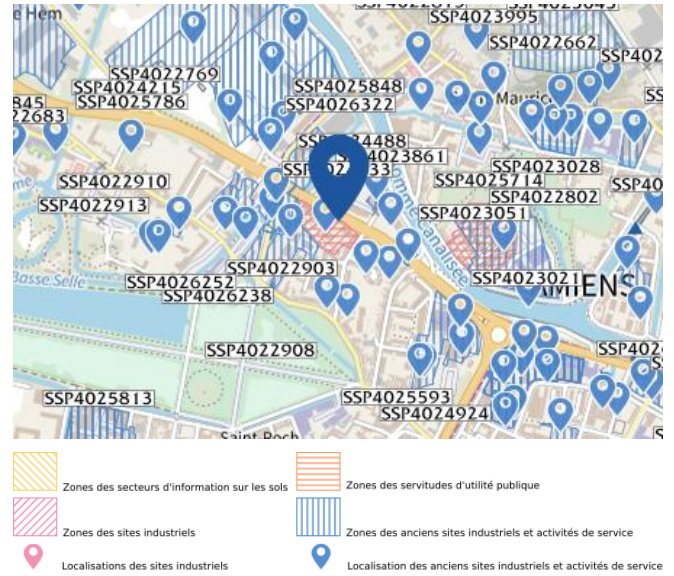 SSP4023995
SSP4022662
SSP4022769
SSP4024215
SSP4025786
SSP4025848
SSP4026322
Mauric
SSP4023028
SSP4025714
SSP4022802
SSP4022910
SSP4022913
SSP4023051
Basse Selle
SSP4022903
SSP4026252
SSP4026238
SSP4023021
SSP4022908
SSP4025813
SSP4025593
SSP4024924
Saint-Roch
Zones des secteurs d'information sur les sols
Zones des servitudes d'utilité publique
Zones des sites industriels
Zones des anciens sites industriels et activités de service
Localisations des sites industriels
Localisation des anciens sites industriels et activités de service